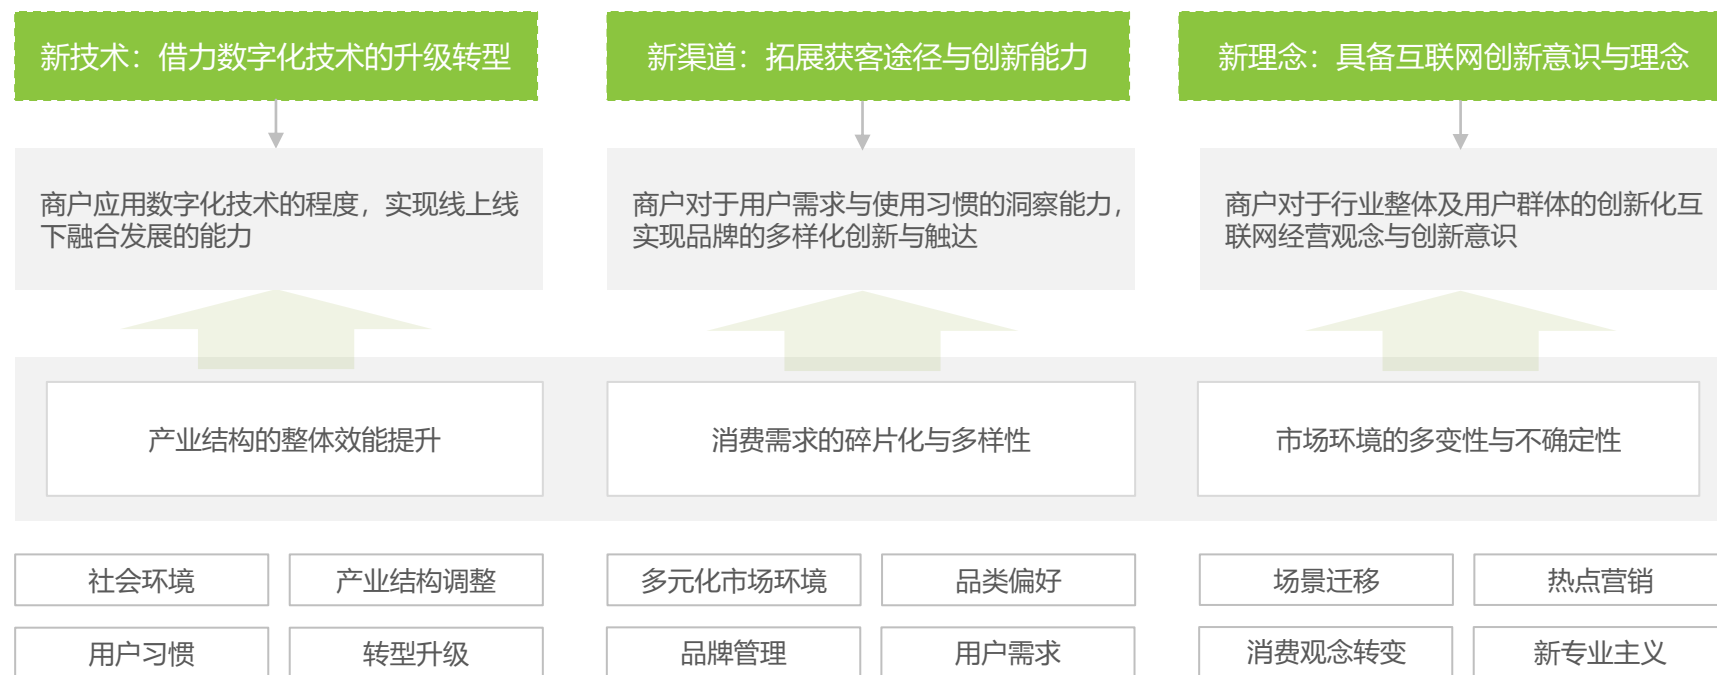 新技术：借力数字化技术的升级转型
新渠道：拓展获客途径与创新能力
新理念：具备互联网创新意识与理念
商户应用数字化技术的程度，实现线上线
下融合发展的能力
商户对于用户需求与使用习惯的洞察能力，
实现品牌的多样化创新与触达
商户对于行业整体及用户群体的创新化互
联网经营观念与创新意识
产业结构的整体效能提升
消费需求的碎片化与多样性
市场环境的多变性与不确定性
社会环境
产业结构调整
多元化市场环境
品类偏好
场景迁移
热点营销
用户习惯
转型升级
品牌管理
用户需求
消费观念转变
新专业主义